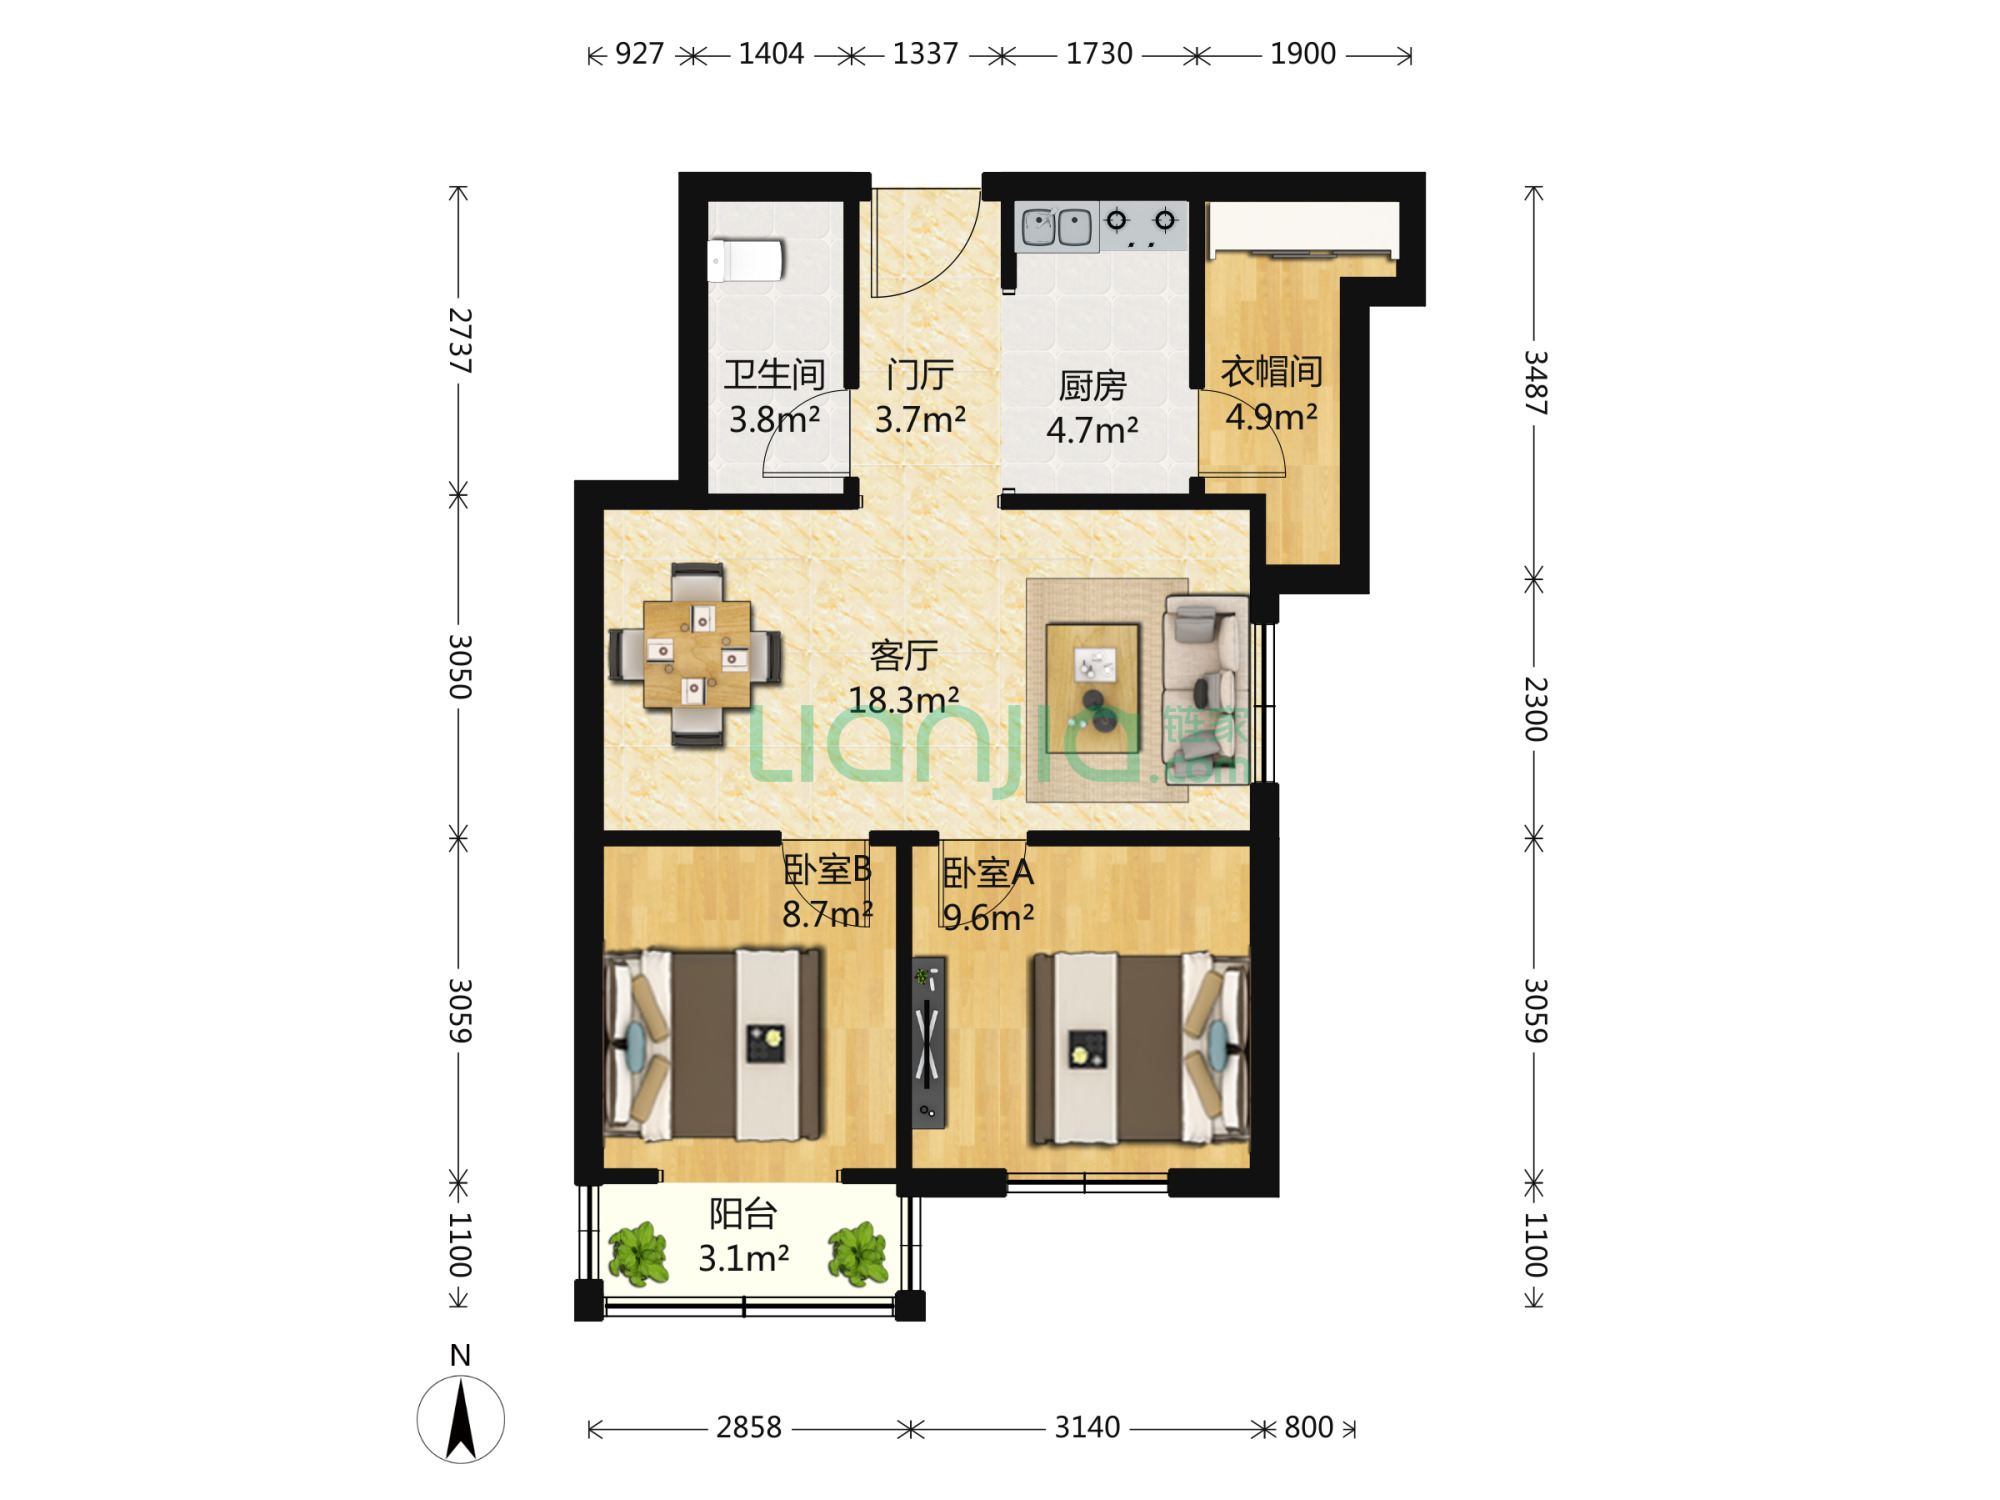 927 1404 1337 1730 1900
2737
3050
3059
1100
3487
2300
3059
1100
卫生间
3.8m²
门厅
3.7m²
厨房
4.7m²
衣帽间
4.9m²
客厅
18.3m²
Lianjia.链家
.com
卧室B
8.7m²
卧室A
9.6m²
阳台
3.1m²
N
2858 3140 800